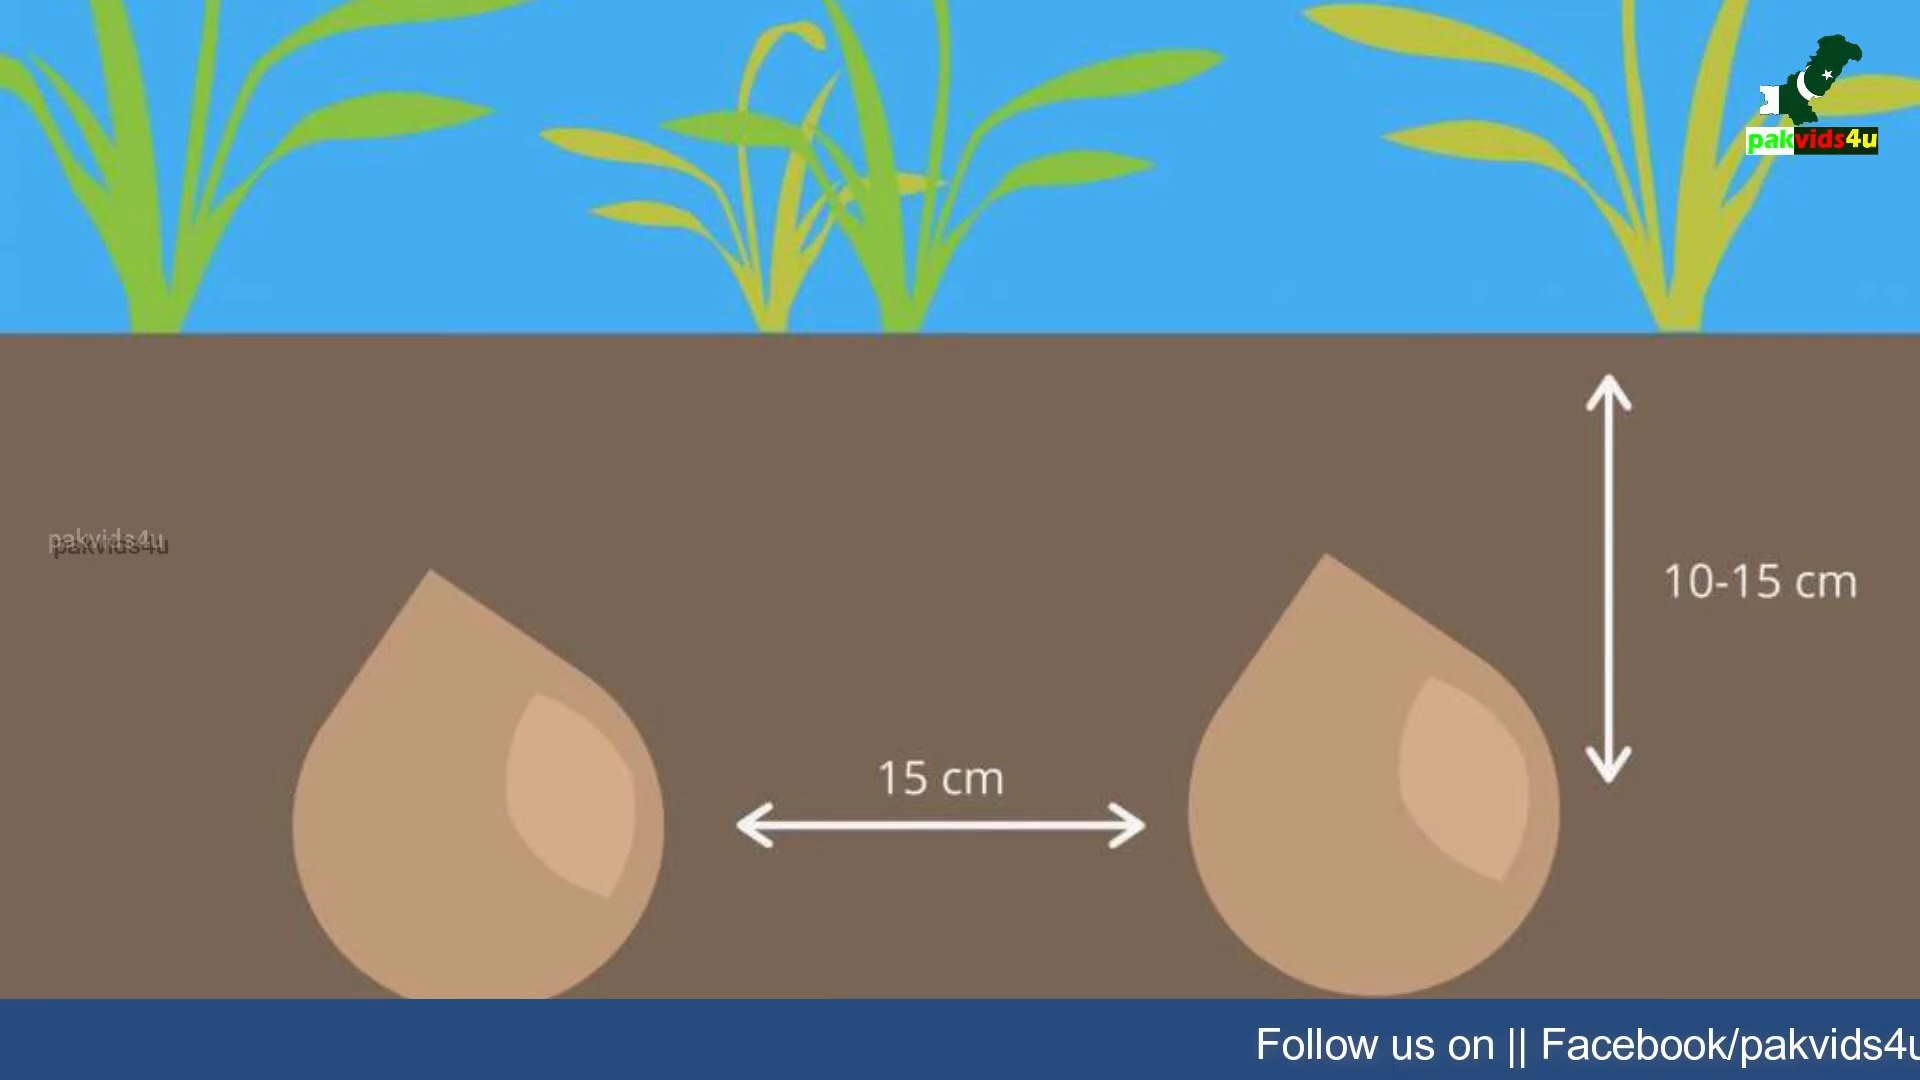 pakvids4u
pakvids4u
10-15 cm
15 cm
Follow us on || Facebook/pakvids4u